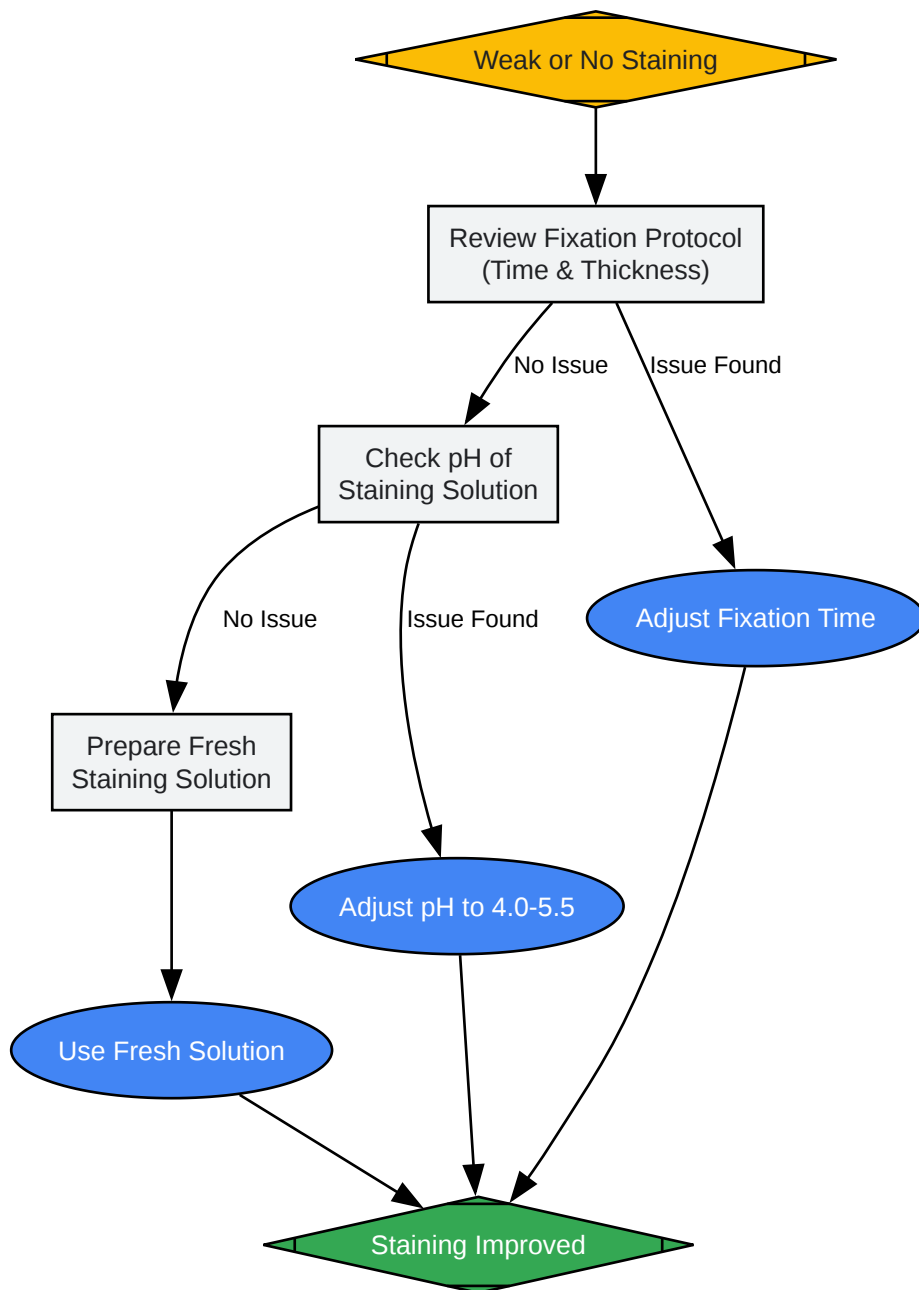 Weak or No Staining
Review Fixation Protocol
(Time & Thickness)
No Issue
Issue Found
Check pH of
Staining Solution
No Issue
Issue Found
Adjust Fixation Time
Prepare Fresh
Staining Solution
Adjust pH to 4.0-5.5
Use Fresh Solution
Staining Improved